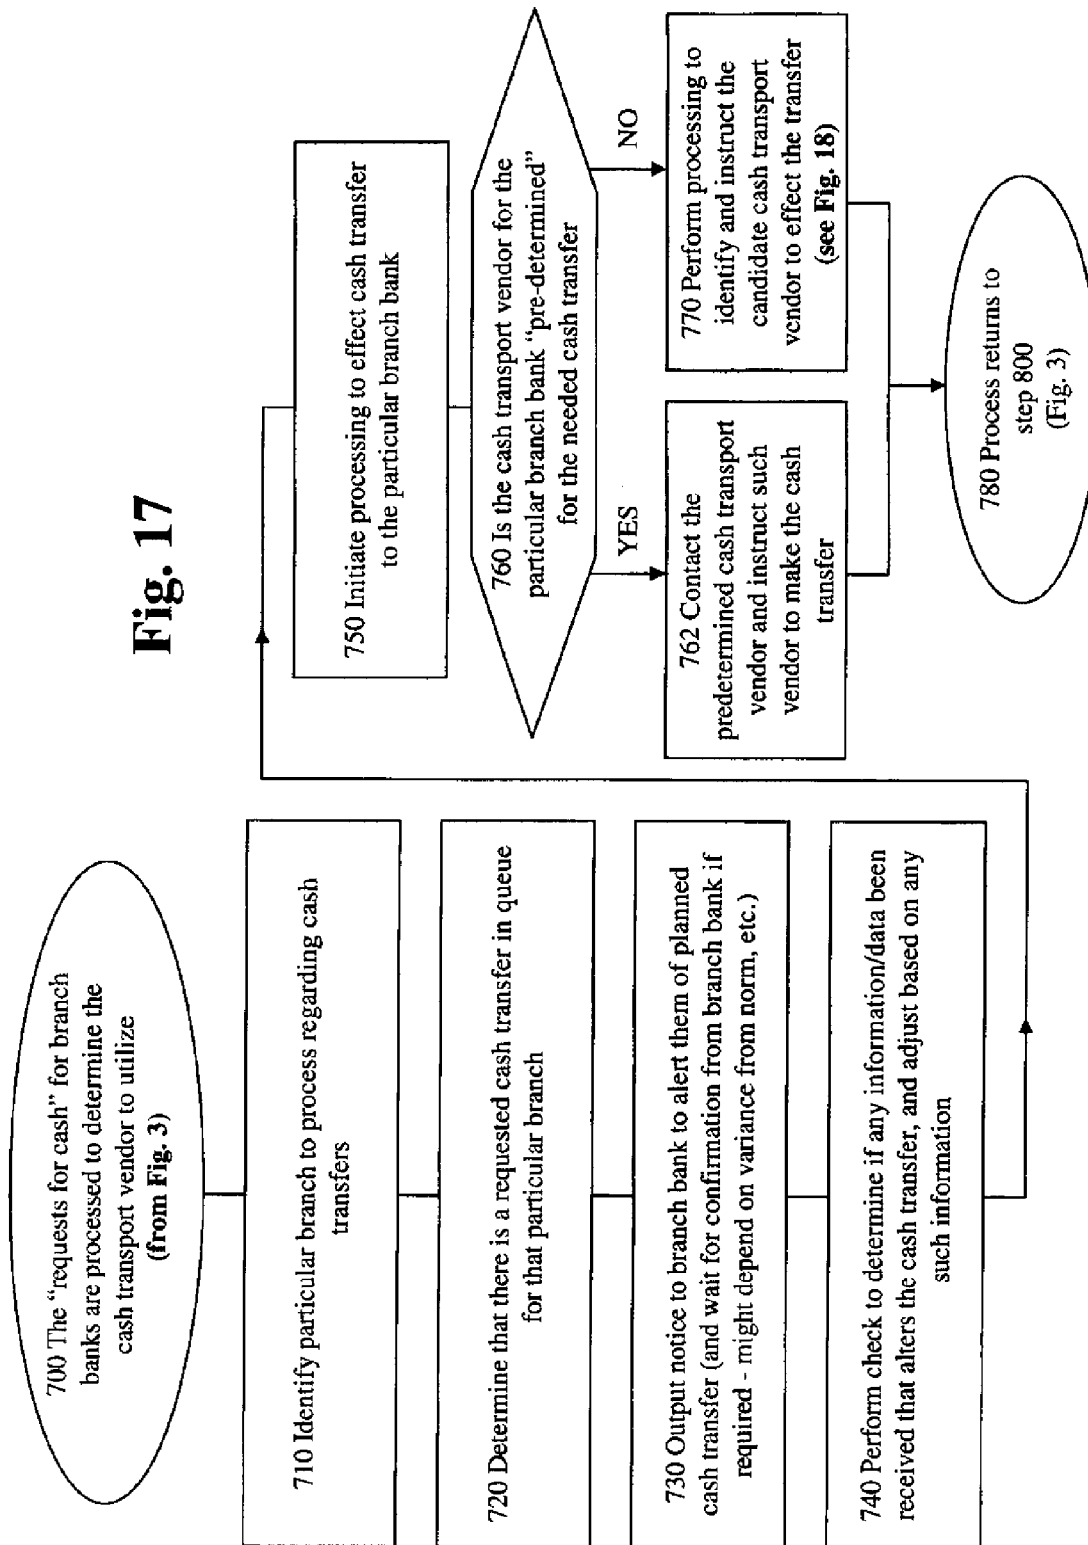 Fig. 17
700 The “requests for cash” for branch
banks are processed to determine the
cash transport vendor to utilize
(from Fig. 3)
710 Identify particular branch to process regarding cash
transfers
720 Determine that there is a requested cash transfer in queue
for that particular branch
730 Output notice to branch bank to alert them of planned
cash transfer (and wait for confirmation from branch bank if
required - might depend on variance from norm, etc.)
740 Perform check to determine if any information/data been
received that alters the cash transfer, and adjust based on any
such information
750 Initiate processing to effect cash transfer
to the particular branch bank
760 Is the cash transport vendor for the
particular branch bank “pre-determined”
for the needed cash transfer
YES
NO
762 Contact the
predetermined cash transport
vendor and instruct such
vendor to make the cash
transfer
770 Perform processing to
identify and instruct the
candidate cash transport
vendor to effect the transfer
(see Fig. 18)
780 Process returns to
step 800
(Fig. 3)